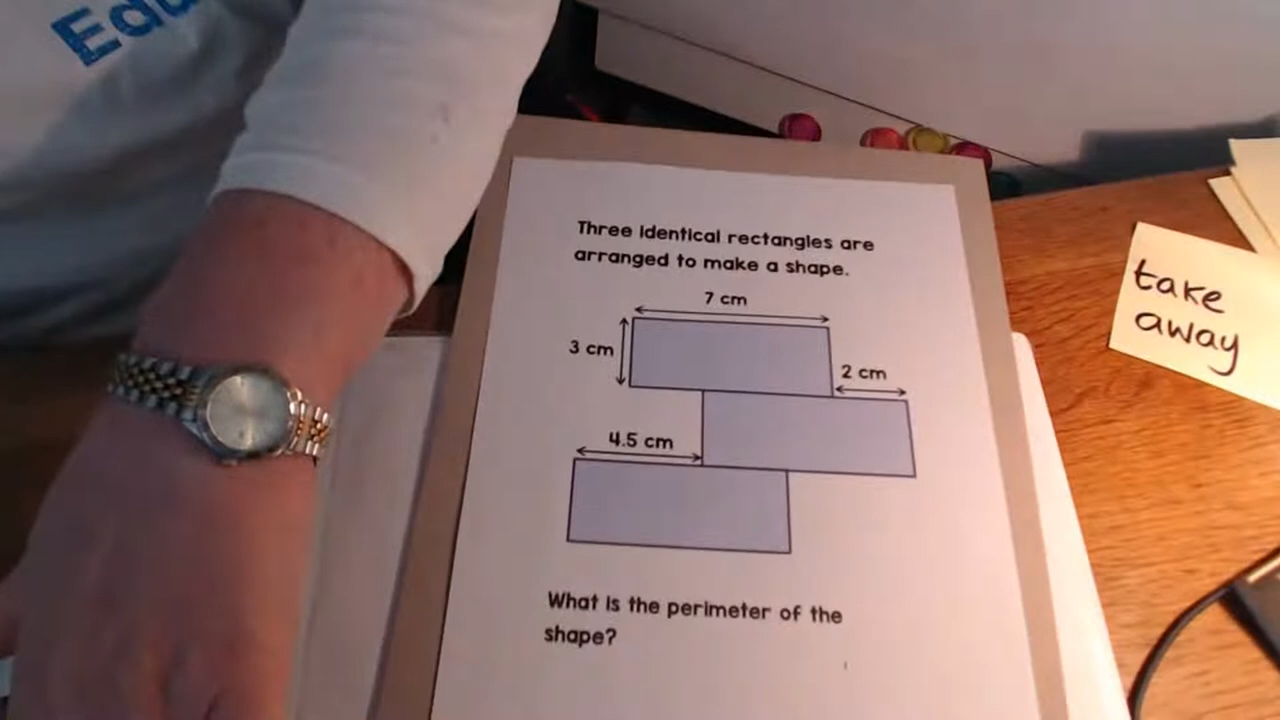 Edu
Three identical rectangles are
arranged to make a shape.
7 cm
3 cm
2 cm
4.5 cm
What is the perimeter of the
shape?
take
away